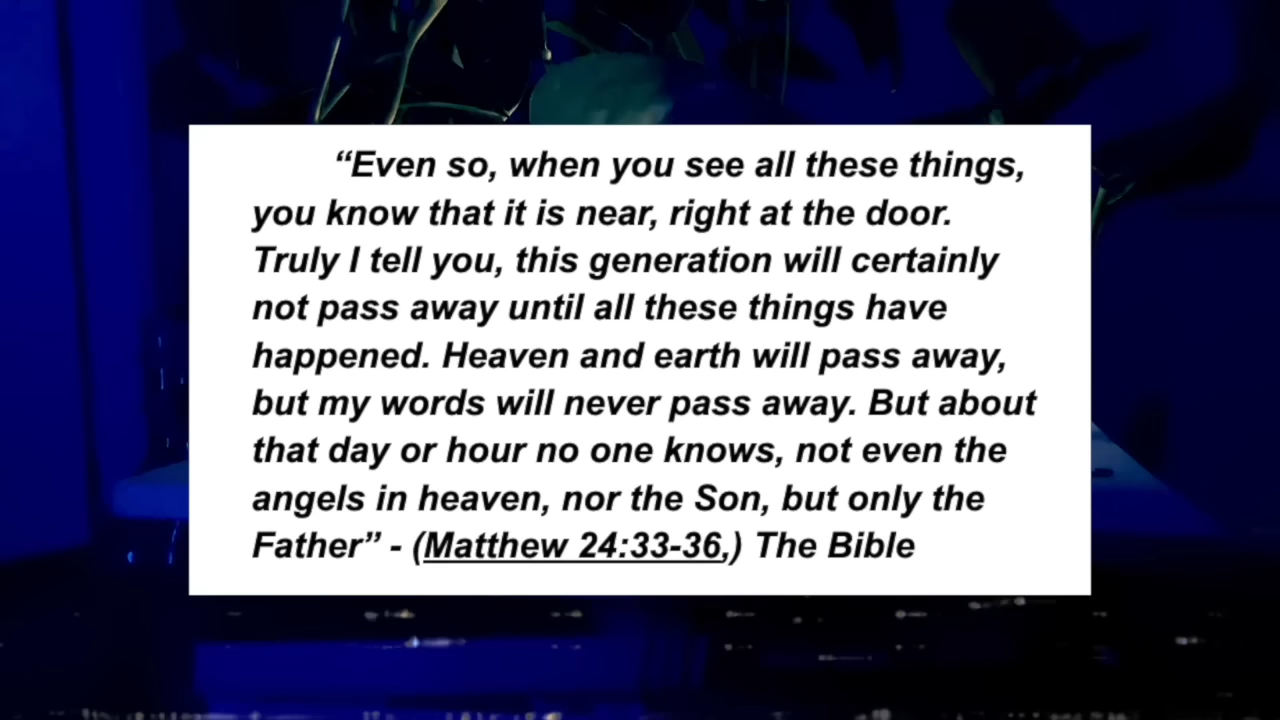 “Even so, when you see all these things,
you know that it is near, right at the door.
Truly I tell you, this generation will certainly
not pass away until all these things have
happened. Heaven and earth will pass away,
but my words will never pass away. But about
that day or hour no one knows, not even the
angels in heaven, nor the Son, but only the
Father” - (Matthew 24:33-36,) The Bible